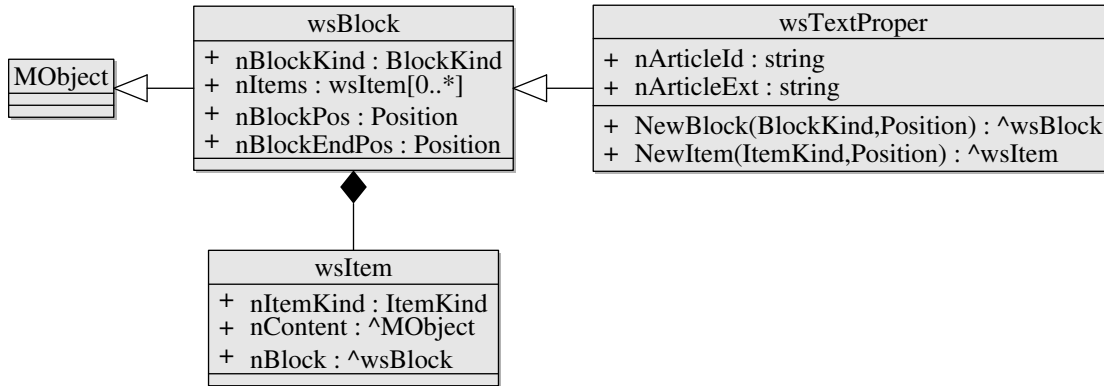 MObject
wsBlock
+ nBlockKind : BlockKind
+ nItems : wsItem[0..*]
+ nBlockPos : Position
+ nBlockEndPos : Position
wsTextProper
+ nArticleId : string
+ nArticleExt : string
+ NewBlock(BlockKind,Position) : ^wsBlock
+ NewItem(ItemKind,Position) : ^wsItem
wsItem
+ nItemKind : ItemKind
+ nContent : ^MObject
+ nBlock : ^wsBlock